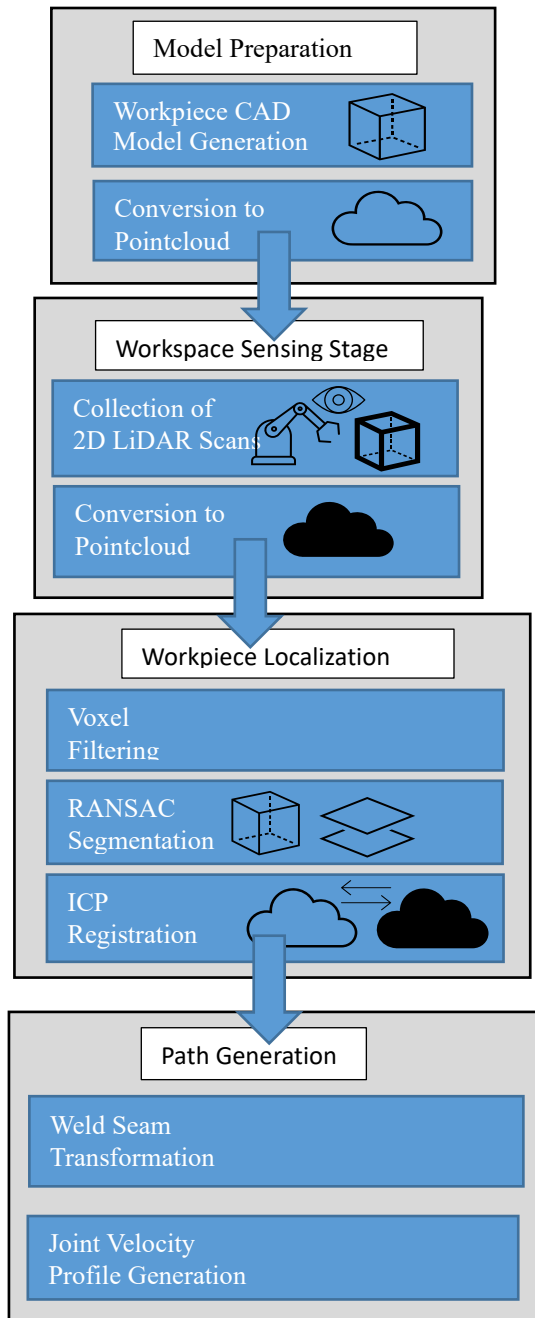 Model Preparation
Workpiece CAD
Model Generation
Conversion to
Pointcloud
Workspace Sensing Stage
Collection of
2D LiDAR Scans
Conversion to
Pointcloud
Workpiece Localization
Voxel
Filtering
RANSAC
Segmentation
ICP
Registration
Path Generation
Weld Seam
Transformation
Joint Velocity
Profile Generation